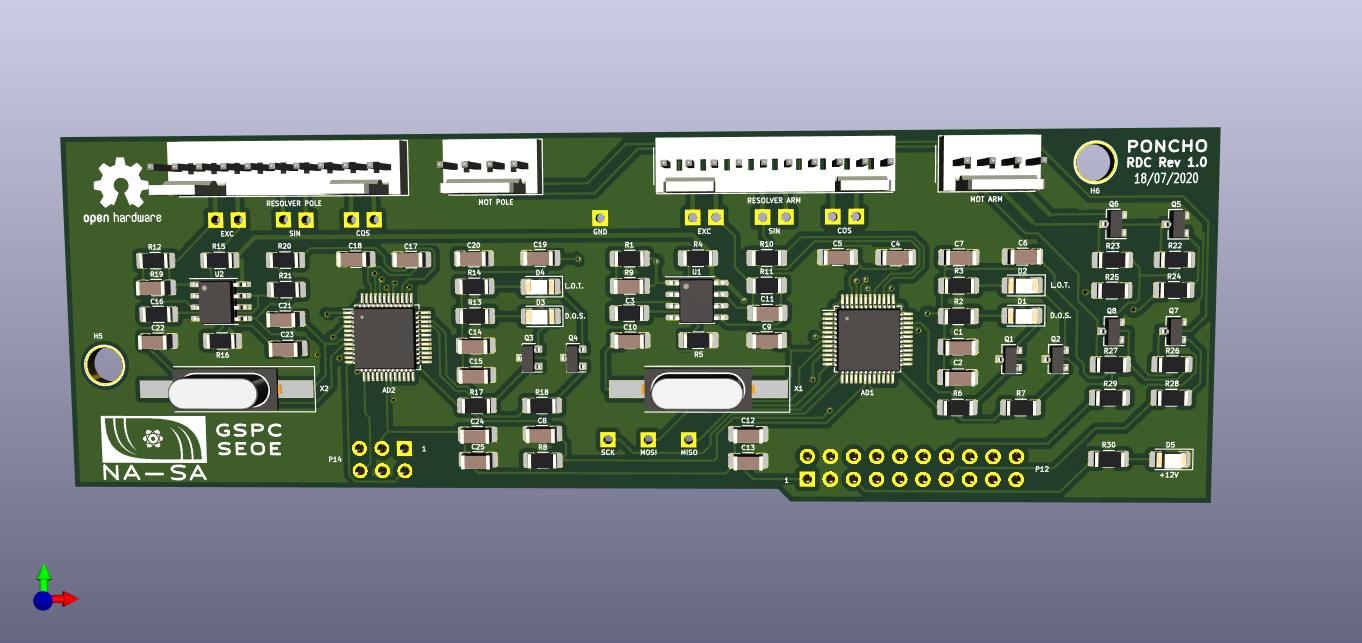 PONCHO
RDC Rev 1.0
18/07/2020
H6
open hardware
RESOLVER POLE
MOT POLE
RESOLVER ARM
MOT ARM
EXC
SIN
COS
GND
EXC
SIN
COS
Q6
Q5
R12
R15
R20
C18
C17
C20
C19
R1
R4
R10
C5
C4
C7
C6
R23
R22
R19
U2
R21
R14
D4
L.O.T.
R9
U1
R11
R3
D2
L.O.T.
R25
R24
C16
C21
R13
D3
D.O.S.
C3
C11
R2
D1
D.O.S.
Q8
Q7
H5
C22
R16
C23
C14
Q3
Q4
C10
R5
C9
C1
Q1
Q2
R27
R26
C15
C2
X2
AD2
R17
R18
X1
AD1
R6
R7
R29
R28
GSPC
SEOE
NA-SA
C24
C8
C12
P14
1
C25
R8
SCK
MOSI
MISO
C13
P12
1
R30
D5
+12V